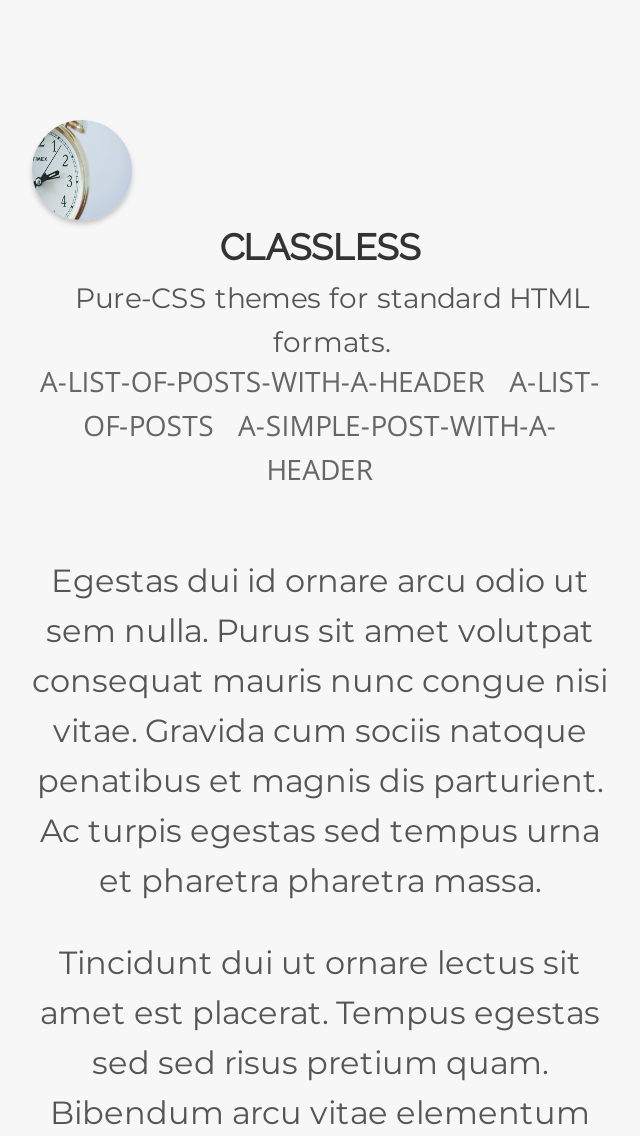 CLASSLESS
Pure-CSS themes for standard HTML
formats.
A-LIST-OF-POSTS-WITH-A-HEADER A-LIST-
OF-POSTS A-SIMPLE-POST-WITH-A-
HEADER
Egestas dui id ornare arcu odio ut
sem nulla. Purus sit amet volutpat
consequat mauris nunc congue nisi
vitae. Gravida cum sociis natoque
penatibus et magnis dis parturient.
Ac turpis egestas sed tempus urna
et pharetra pharetra massa.
Tincidunt dui ut ornare lectus sit
amet est placerat. Tempus egestas
sed sed risus pretium quam.
Bibendum arcu vitae elementum